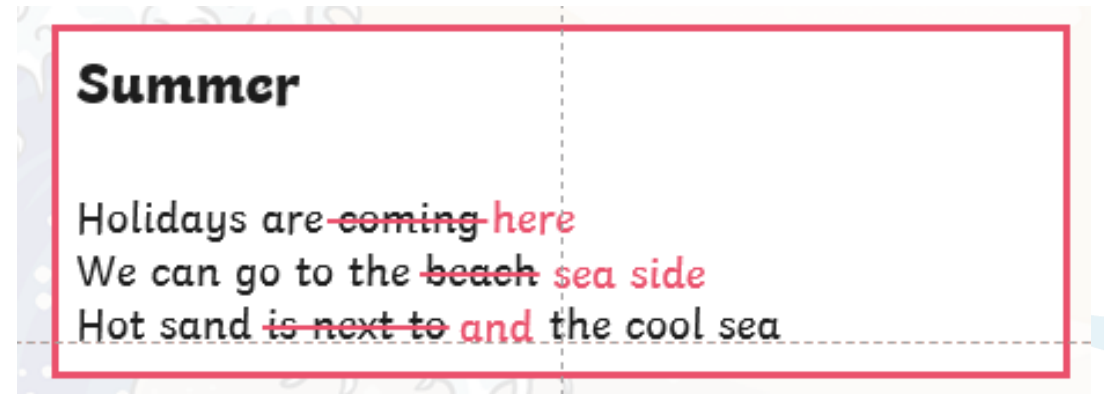 Summer
Holidays are coming here
We can go to the beach sea side
Hot sand is next to and the cool sea